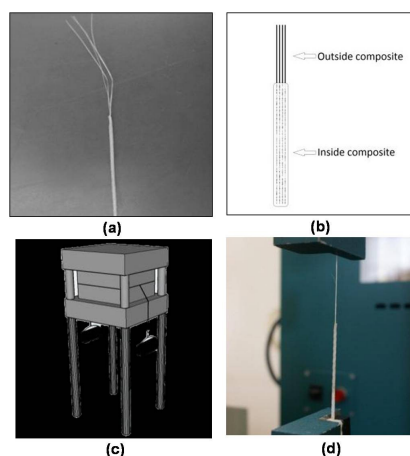 Outside composite
Inside composite
(a)
(b)
(c)
(d)